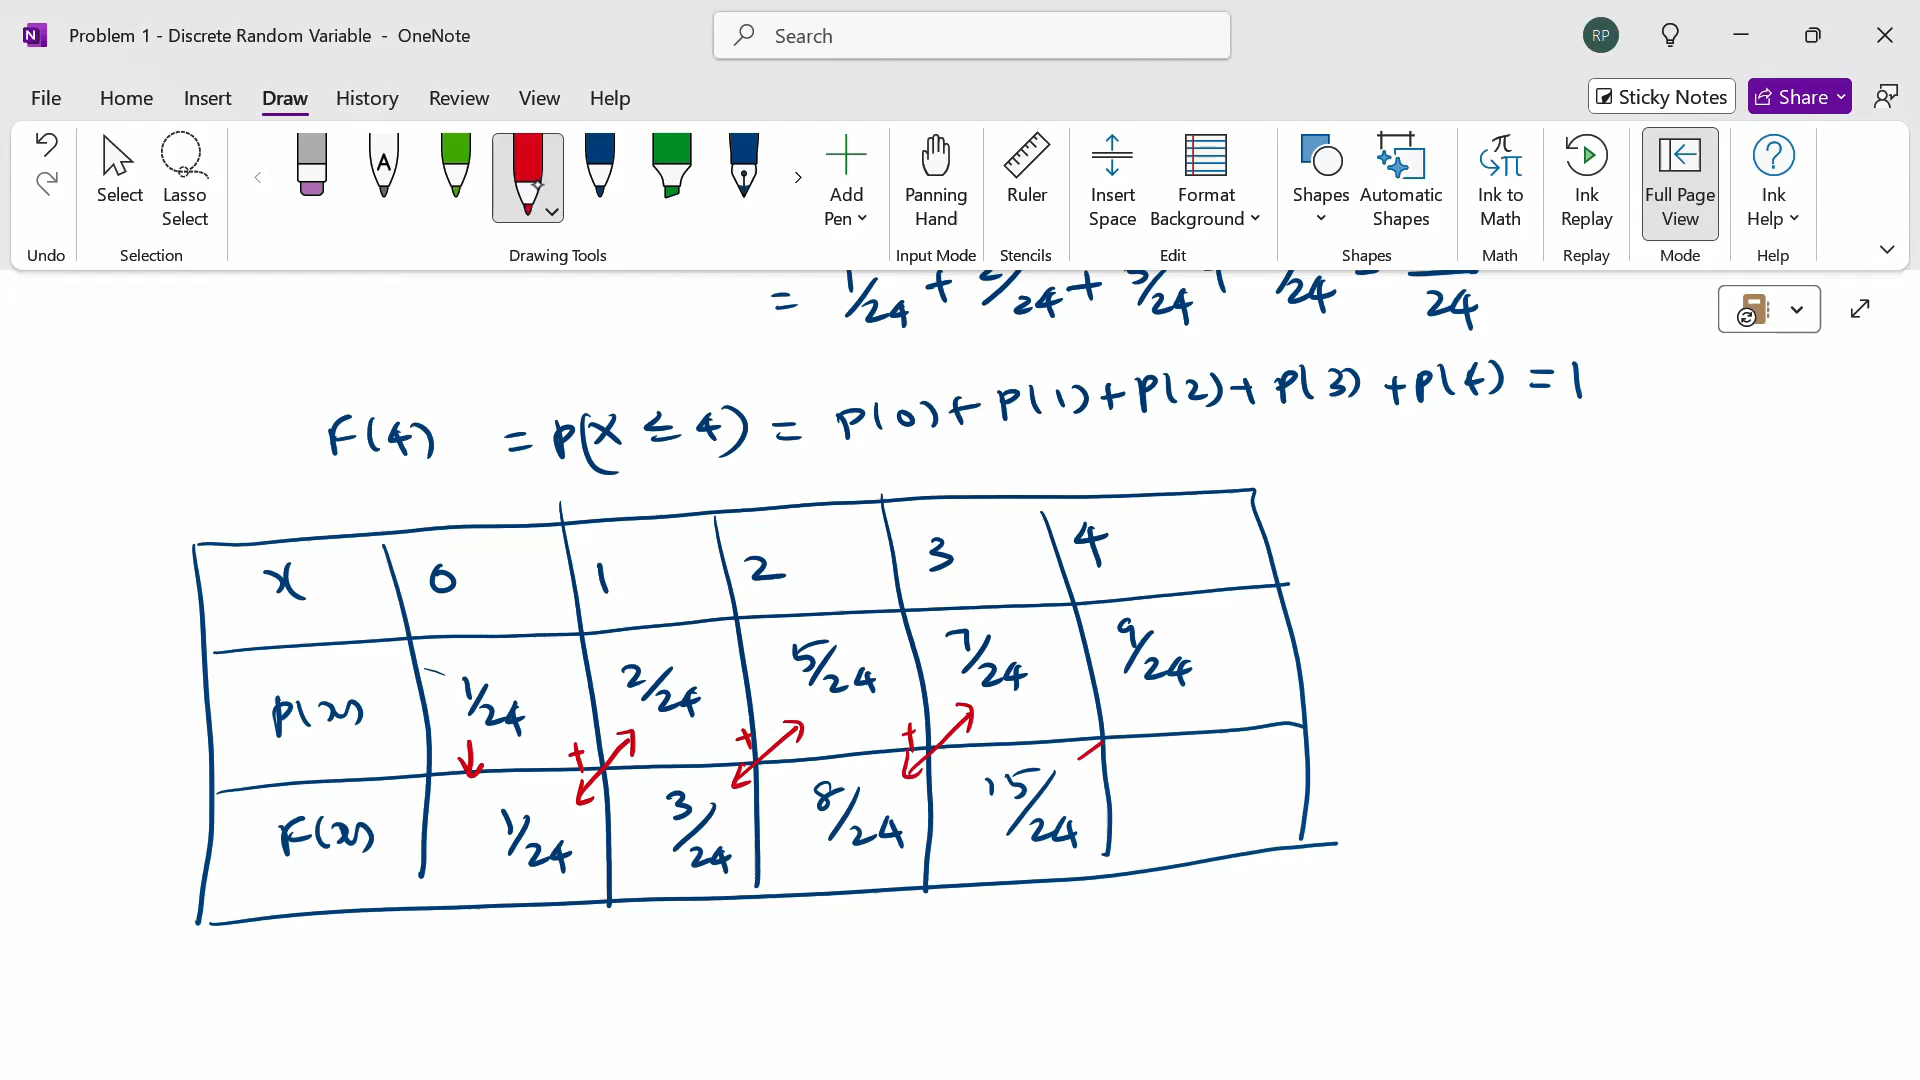 Problem 1 - Discrete Random Variable - OneNote
Search
RP
File Home Insert Draw History Review View Help
Sticky Notes Share
Select Lasso Select
A
Add Pen
Panning Hand
Ruler
Insert Space
Format Background
Shapes
Automatic Shapes
Ink to Math
Ink Replay
Full Page View
Ink Help
Undo Selection Drawing Tools Input Mode Stencils Edit Shapes Math Replay Mode Help
= 1/24 + 2/24 + 5/24 + /24 = 24
F(4) = P(X ≤ 4) = P(0) + P(1) + P(2) + P(3) + P(4) = 1
x 0 1 2 3 4
P(x) 1/24 2/24 5/24 7/24 9/24
+ + +
F(x) 1/24 3/24 8/24 15/24